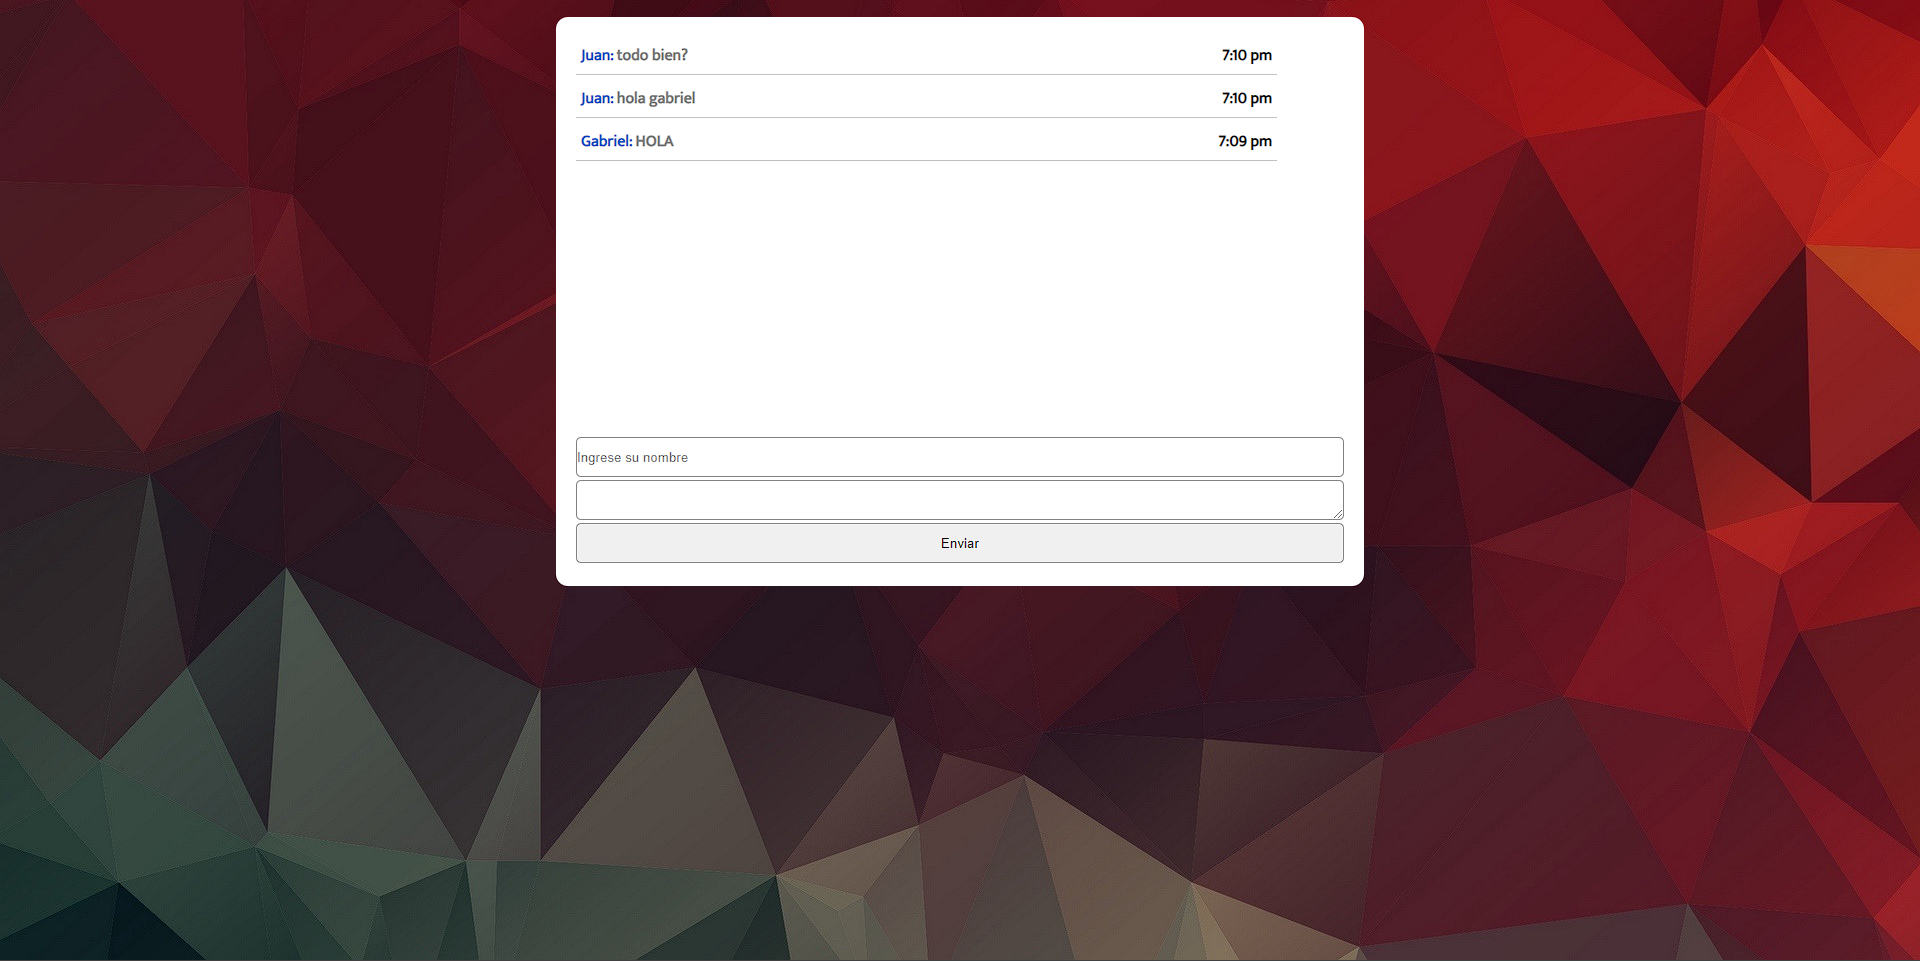 Juan: todo bien? 7:10 pm
Juan: hola gabriel 7:10 pm
Gabriel: HOLA 7:09 pm
Ingrese su nombre
Enviar